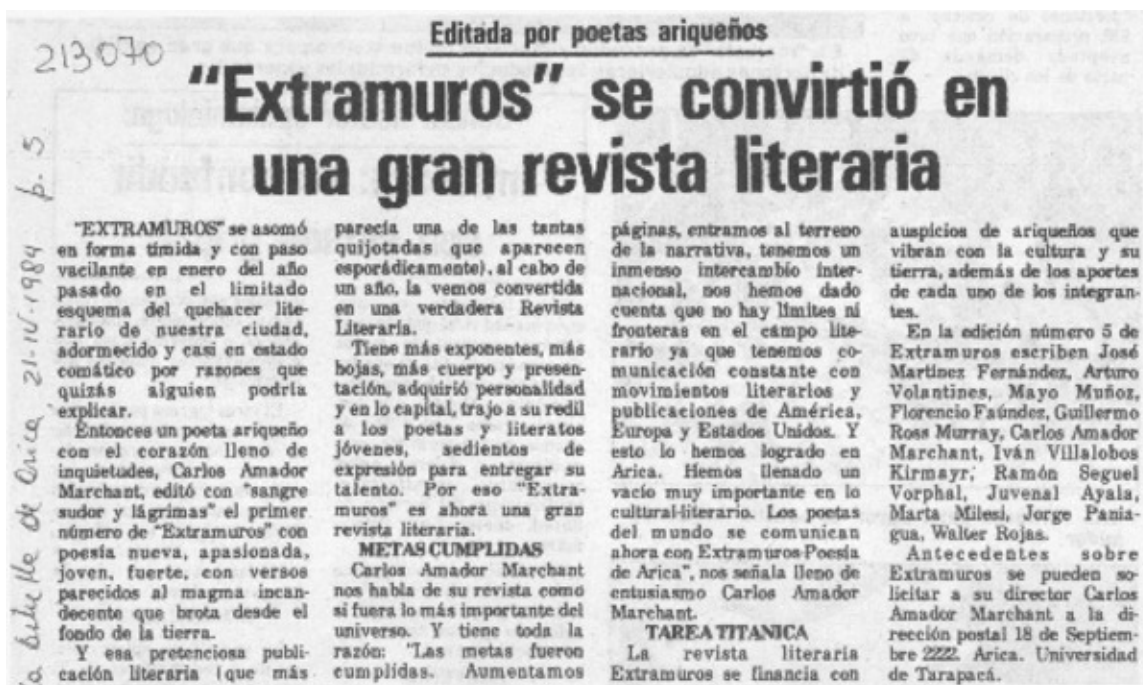 Editada por poetas ariqueños
213070
"Extramuros" se convirtió en
una gran revista literaria
"EXTRAMUROS" se asomó
en forma tímida y con paso
vacilante en enero del año
pasado en el limitado
esquema del quehacer lite-
rario de nuestra ciudad,
adormecido y casi en estado
comático por razones que
quizás alguien podría
explicar.
Entonces un poeta ariqueño
con el corazón lleno de
inquietudes, Carlos Amador
Marchant, editó con "sangre
sudor y lágrimas" el primer
número de "Extramuros" con
poesía nueva, apasionada,
joven, fuerte, con versos
parecidos al magma incan-
decente que brota desde el
fondo de la tierra.
Y esa pretenciosa publi-
cación literaria (que más
parecía una de las tantas
quijotadas que aparecen
esporádicamente), al cabo de
un año, la vemos convertida
en una verdadera Revista
Literaria.
Tiene más exponentes, más
hojas, más cuerpo y presen-
tación, adquirió personalidad
y en lo capital, trajo a su redil
a los poetas y literatos
jóvenes, sedientos de
expresión para entregar su
talento. Por eso "Extra-
muros" es ahora una gran
revista literaria.
METAS CUMPLIDAS
Carlos Amador Marchant
nos habla de su revista como
si fuera lo más importante del
universo. Y tiene toda la
razón: "Las metas fueron
cumplidas. Aumentamos
páginas, entramos al terreno
de la narrativa, tenemos un
inmenso intercambio inter-
nacional, nos hemos dado
cuenta que no hay límites ni
fronteras en el campo lite-
rario ya que tenemos co-
municación constante con
movimientos literarios y
publicaciones de América,
Europa y Estados Unidos. Y
esto lo hemos logrado en
Arica. Hemos llenado un
vacío muy importante en lo
cultural-literario. Los poetas
del mundo se comunican
ahora con Extramuros-Poesía
de Arica", nos señala lleno de
entusiasmo Carlos Amador
Marchant.
TAREA TITANICA
La revista literaria
Extramuros se financia con
auspicios de ariqueños que
vibran con la cultura y su
tierra, además de los aportes
de cada uno de los integran-
tes.
En la edición número 5 de
Extramuros escriben José
Martínez Fernández, Arturo
Volantines, Mayo Muñoz,
Florencio Faúndez, Guillermo
Ross Murray, Carlos Amador
Marchant, Iván Villalobos
Kirmayr, Ramón Seguel
Vorphal, Juvenal Ayala,
Marta Milesi, Jorge Pania-
gua, Walter Rojas.
Antecedentes sobre
Extramuros se pueden so-
licitar a su director Carlos
Amador Marchant a la di-
rección postal 18 de Septiem-
bre 2222. Arica. Universidad
de Tarapacá.
de Arica 21-IV-1984 p. 5